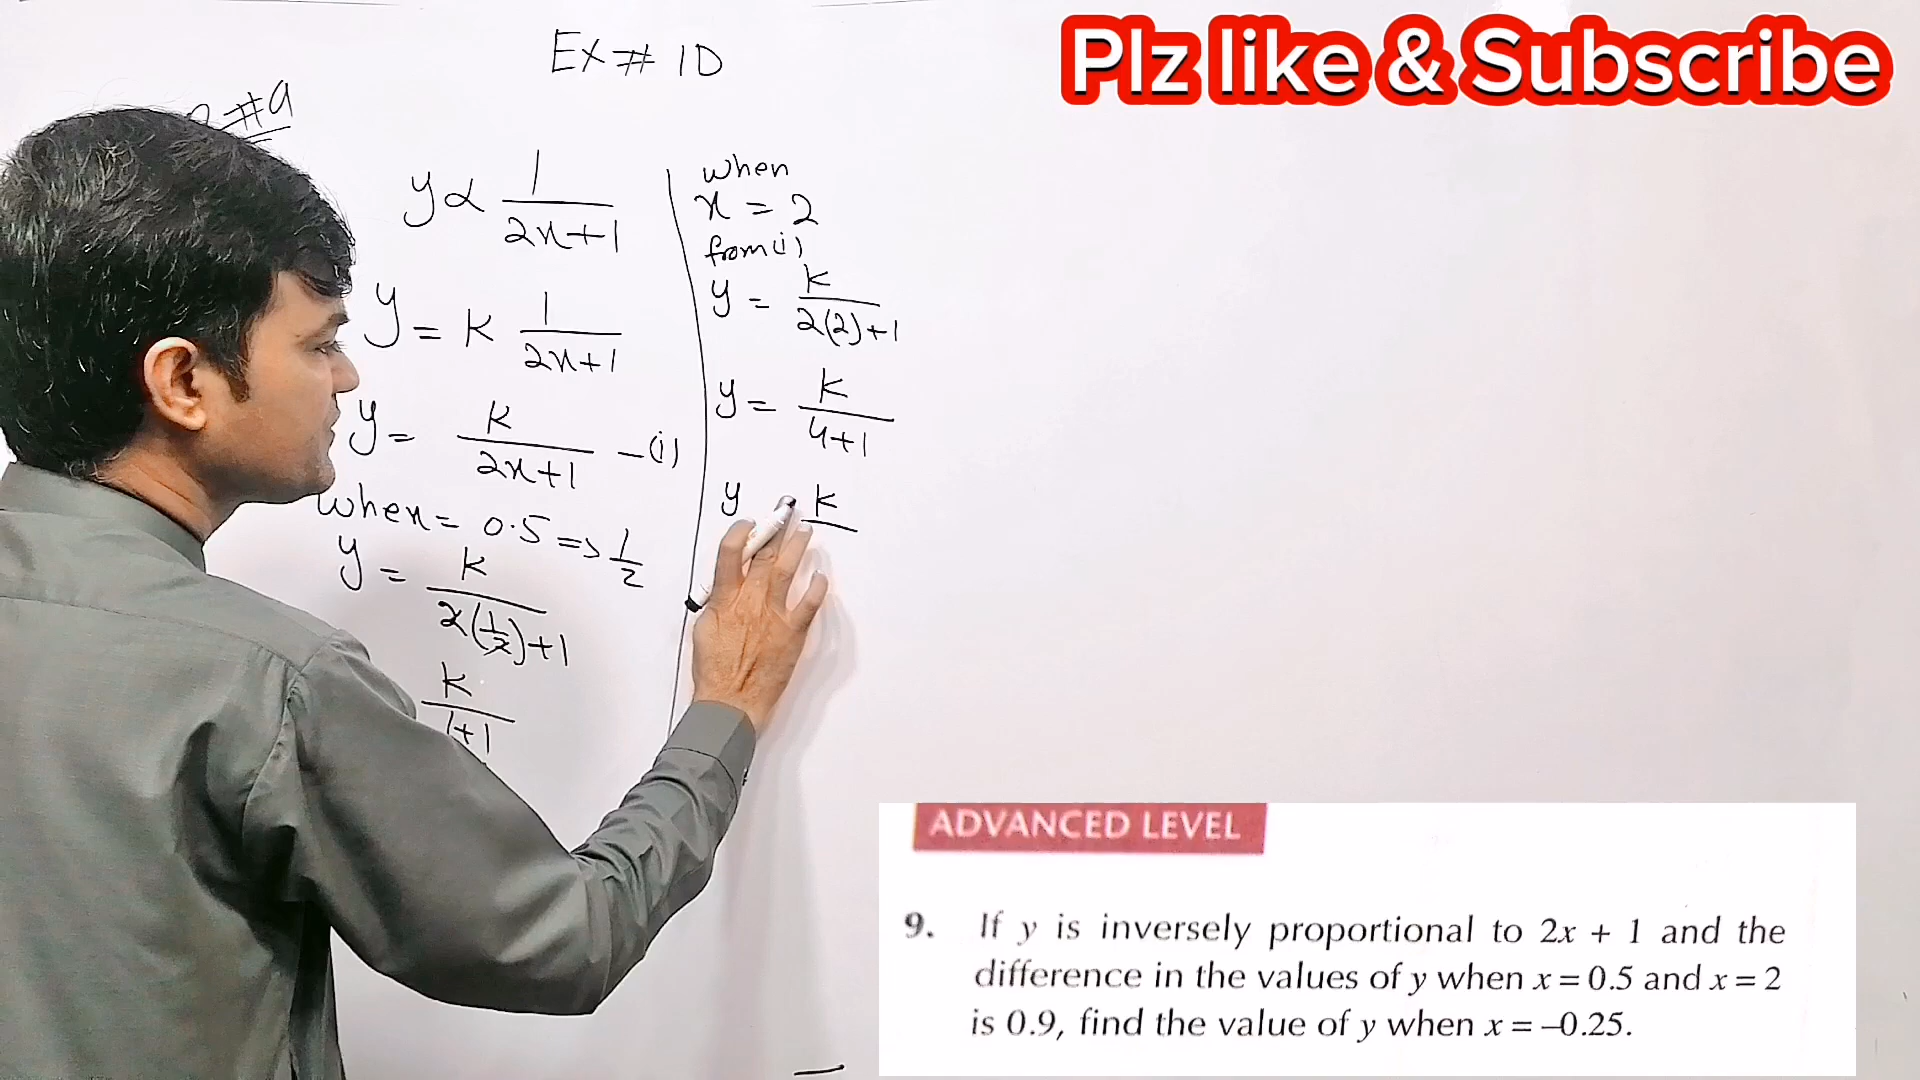 Plz like & Subscribe
Ex # 1D
#9
y ∝ 1/(2x+1)
y = k 1/(2x+1)
y = k/(2x+1) — (i)
when = 0.5 => 1/2
y = k/(2(1/2)+1)
k/(1+1)
when
x = 2
from (i)
y = k/(2(2)+1)
y = k/(4+1)
y k
ADVANCED LEVEL
9. If y is inversely proportional to 2x + 1 and the
difference in the values of y when x = 0.5 and x = 2
is 0.9, find the value of y when x = –0.25.